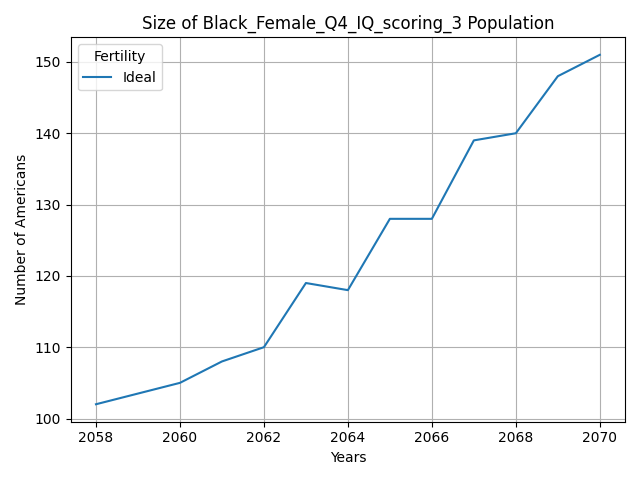 Size of Black_Female_Q4_IQ_scoring_3 Population
Fertility
Ideal
150
140
130
120
110
100
Number of Americans
2058 2060 2062 2064 2066 2068 2070
Years